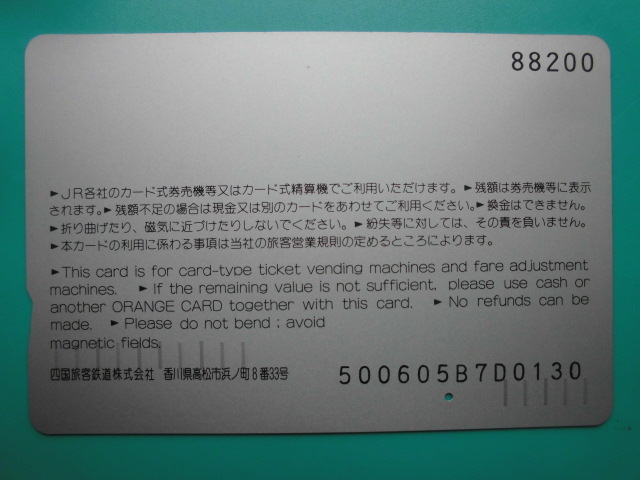 88200
►JR各社のカード式券売機等又はカード式精算機でご利用いただけます。►残額は券売機等に表示
されます。►残額不足の場合は現金又は別のカードをあわせてご利用ください。►換金はできません。
►折り曲げたり、磁気に近づけたりしないでください。►紛失等に対しては、その責を負いません。
►本カードの利用に係わる事項は当社の旅客営業規則の定めるところによります。
►This card is for card-type ticket vending machines and fare adjustment
machines. ►If the remaining value is not sufficient, please use cash or
another ORANGE CARD together with this card. ►No refunds can be
made. ►Please do not bend ; avoid
magnetic fields.
四国旅客鉄道株式会社 香川県高松市浜ノ町8番33号
500605B7D0130